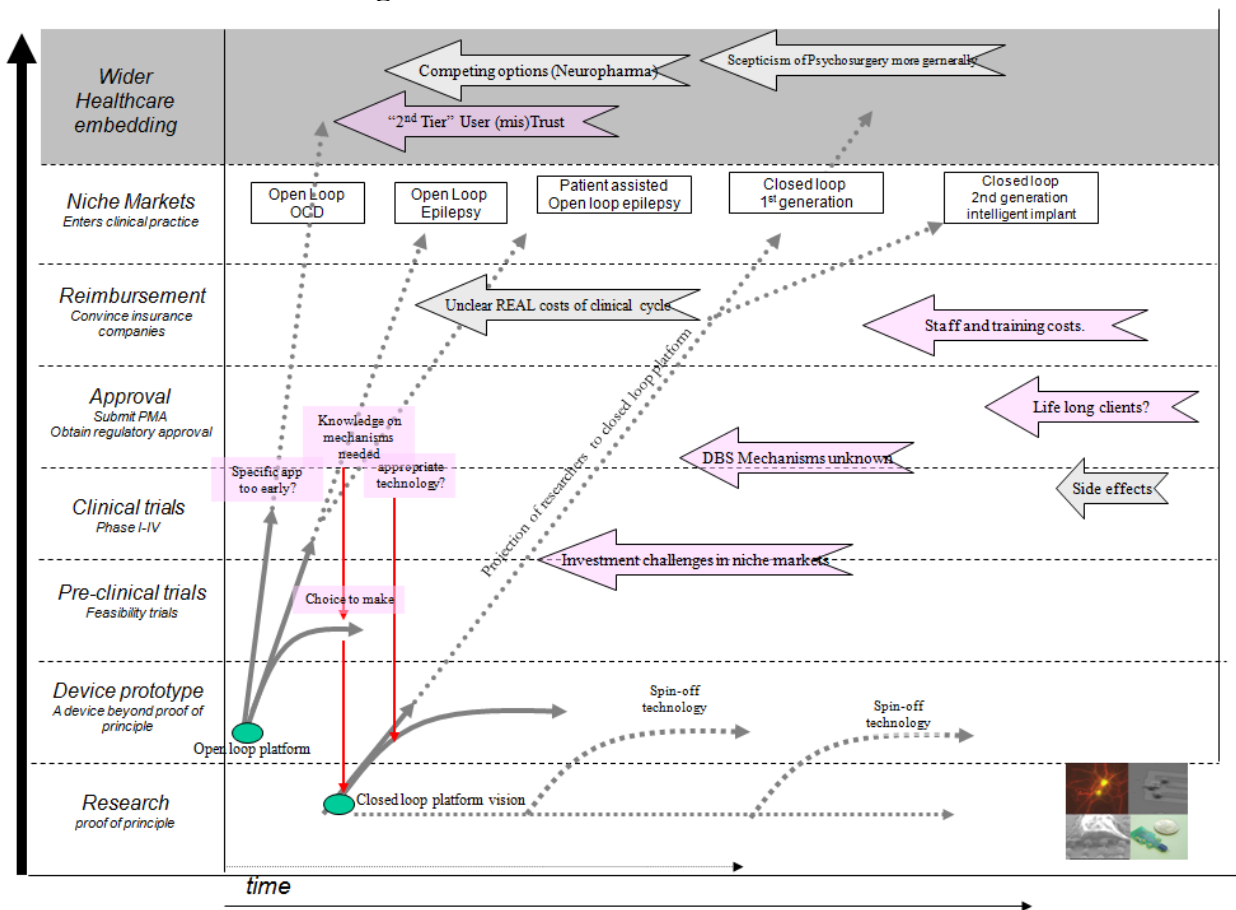 Wider
Healthcare
embedding
Competing options (Neuropharma)
Scepticism of Psychosurgery more gernerally
“2nd Tier” User (mis)Trust
Niche Markets
Enters clinical practice
Open Loop
OCD
Open Loop
Epilepsy
Patient assisted
Open loop epilepsy
Closed loop
1st generation
Closed loop
2nd generation
intelligent implant
Reimbursement
Convince insurance
companies
Unclear REAL costs of clinical cycle
Staff and training costs.
Approval
Submit PMA
Obtain regulatory approval
Knowledge on
mechanisms
needed
Life long clients?
Specific app
too early?
appropriate
technology?
DBS Mechanisms unknown
Projection of researchers to closed loop platform
Clinical trials
Phase I-IV
Side effects
Investment challenges in niche markets
Pre-clinical trials
Feasibility trials
Choice to make
Device prototype
A device beyond proof of
principle
Open loop platform
Spin-off
technology
Spin-off
technology
Research
proof of principle
Closed loop platform vision
time